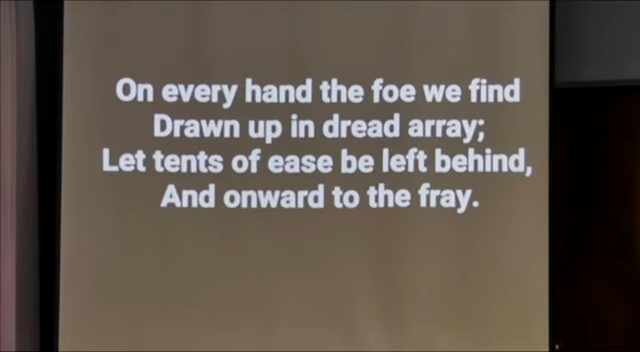 On every hand the foe we find
Drawn up in dread array;
Let tents of ease be left behind,
And onward to the fray.